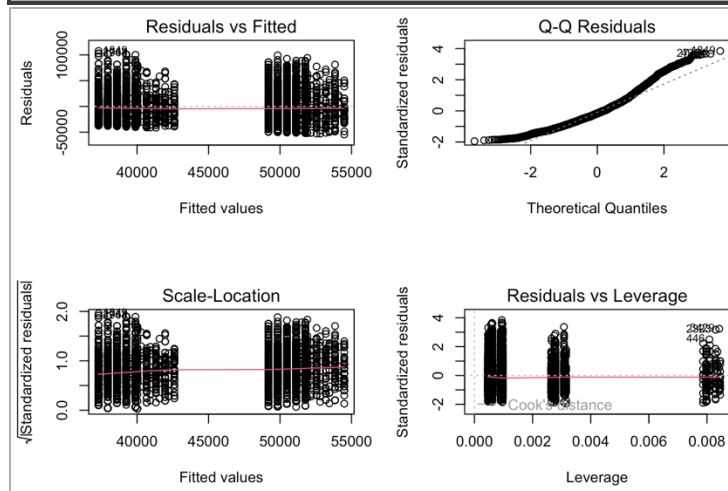 Residuals vs Fitted
Residuals
100000
-50000
40000 45000 50000 55000
Fitted values
Q-Q Residuals
Standardized residuals
4
2
0
-2
-2 0 2
Theoretical Quantiles
Scale-Location
√|Standardized residuals|
2.0
1.0
0.0
40000 45000 50000 55000
Fitted values
Residuals vs Leverage
Standardized residuals
4
2
0
-2
446
Cook's distance
0.000 0.002 0.004 0.006 0.008
Leverage